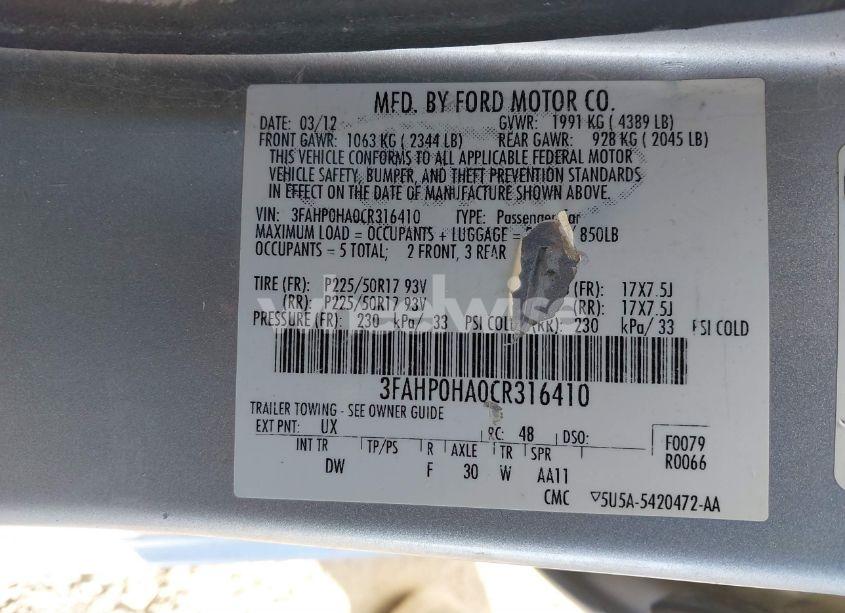 MFD. BY FORD MOTOR CO.
DATE: 03/12 GVWR: 1991 KG ( 4389 LB)
FRONT GAWR: 1063 KG ( 2344 LB) REAR GAWR: 928 KG ( 2045 LB)
THIS VEHICLE CONFORMS TO ALL APPLICABLE FEDERAL MOTOR
VEHICLE SAFETY, BUMPER, AND THEFT PREVENTION STANDARDS
IN EFFECT ON THE DATE OF MANUFACTURE SHOWN ABOVE.
VIN: 3FAHP0HA0CR316410 TYPE: Passenger Car
MAXIMUM LOAD = OCCUPANTS + LUGGAGE = / 850LB
OCCUPANTS = 5 TOTAL; 2 FRONT, 3 REAR
TIRE (FR): P225/50R17 93V (FR): 17X7.5J
(RR): P225/50R17 93V (RR): 17X7.5J
wheelwise
PRESSURE (FR): 230 kPa/ 33 PSI COLD (RR): 230 kPa/ 33 PSI COLD
3FAHP0HA0CR316410
TRAILER TOWING - SEE OWNER GUIDE
EXT PNT: UX RC: 48 DSO: F0079
INT TR TP/PS R AXLE TR SPR R0066
DW F 30 W AA11
CMC ▽5U5A-5420472-AA